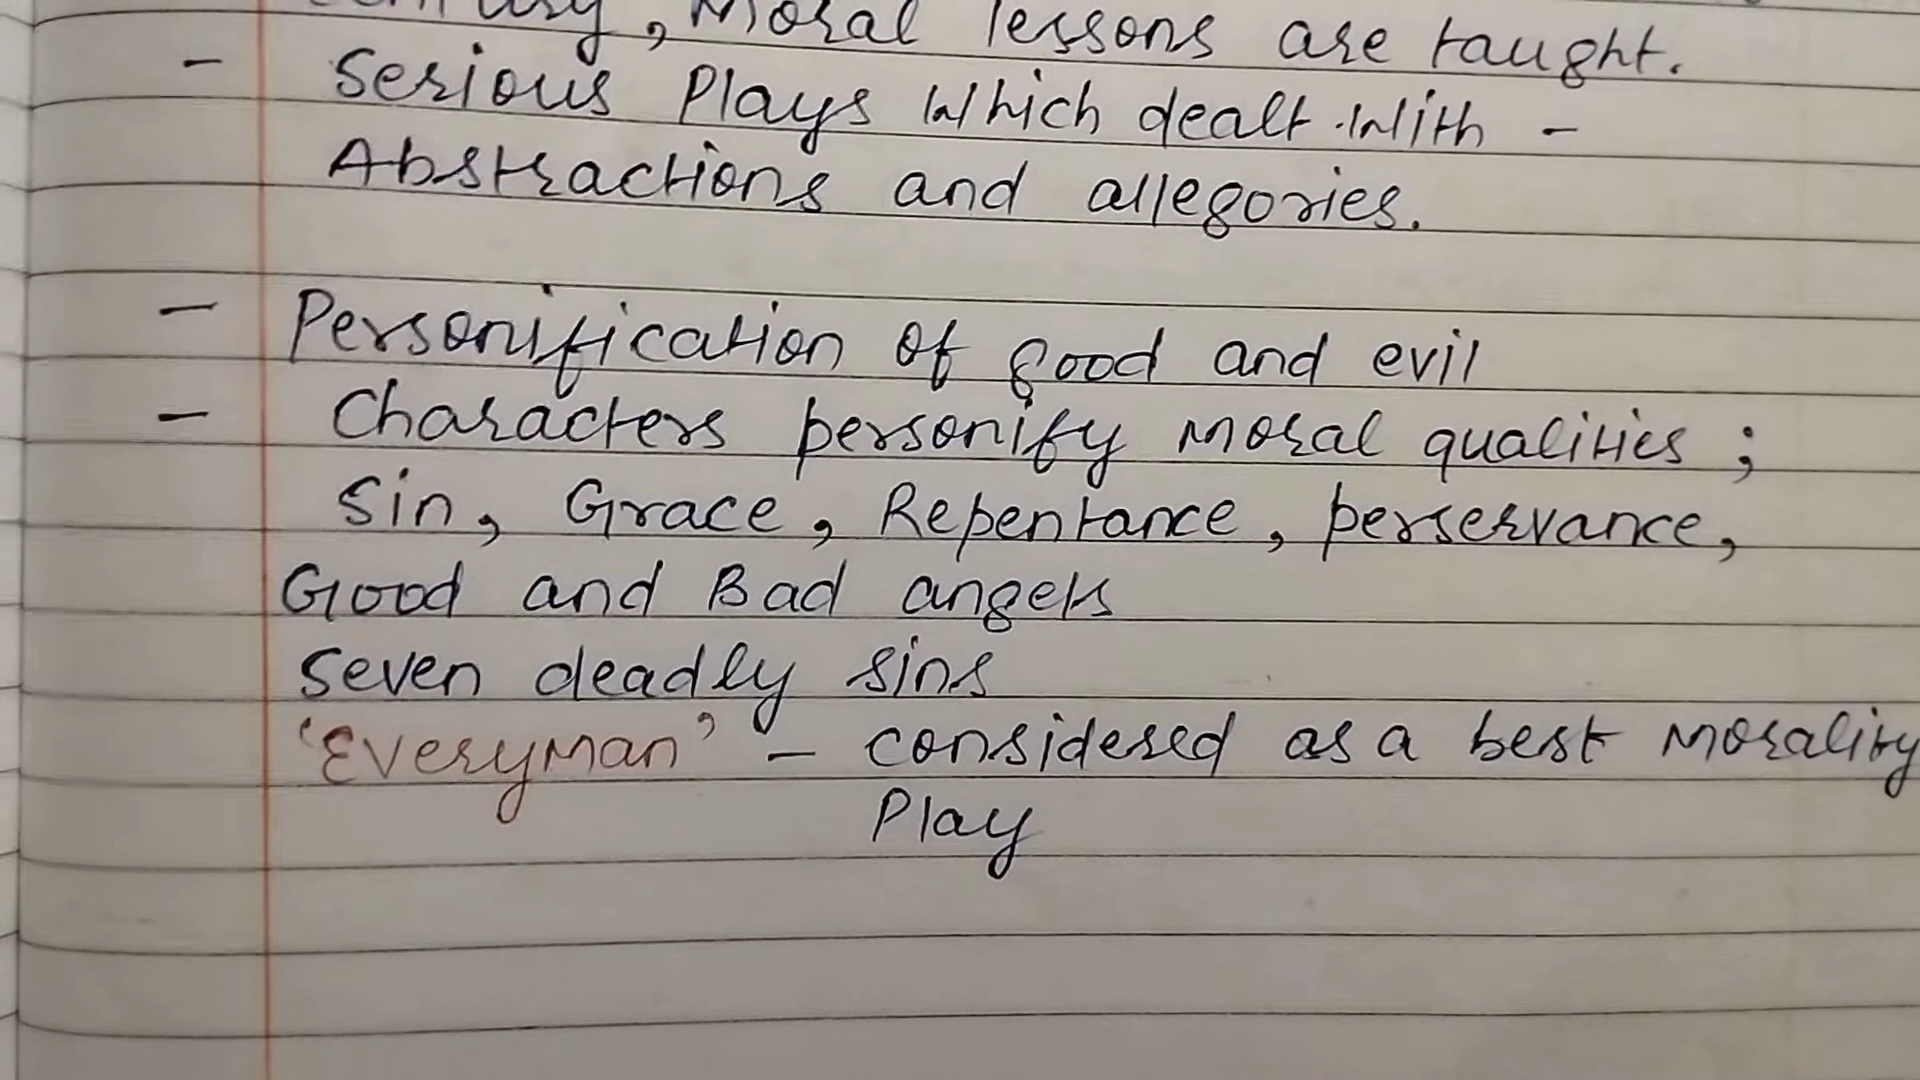 , Moral lessons are taught.
- Serious Plays Which dealt with -
Abstractions and allegories.
- Personification of good and evil
- Characters personify moral qualities ;
Sin, Grace, Repentance, perservance,
Good and Bad angels
Seven deadly sins
'Everyman' - considered as a best Morality
Play